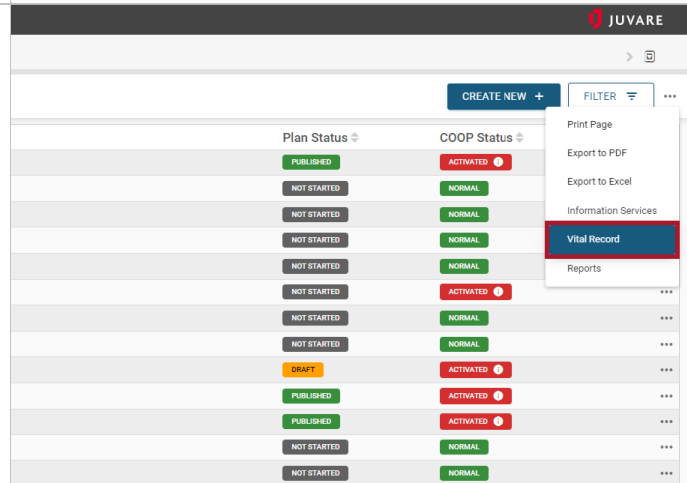 JUVARE
CREATE NEW + FILTER
Plan Status COOP Status
Print Page
Export to PDF
Export to Excel
Information Services
Vital Record
Reports
PUBLISHED ACTIVATED
NOT STARTED NORMAL
NOT STARTED NORMAL
NOT STARTED NORMAL
NOT STARTED NORMAL
NOT STARTED ACTIVATED
NOT STARTED NORMAL
NOT STARTED NORMAL
DRAFT ACTIVATED
PUBLISHED ACTIVATED
PUBLISHED ACTIVATED
NOT STARTED NORMAL
NOT STARTED NORMAL